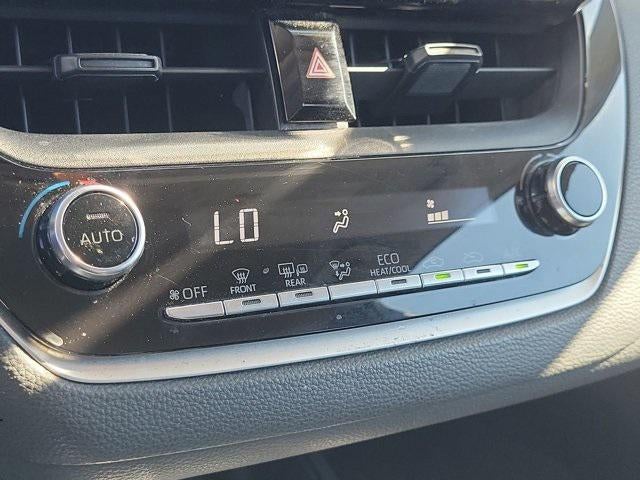 LO
AUTO
OFF
FRONT
REAR
ECO
HEAT/COOL